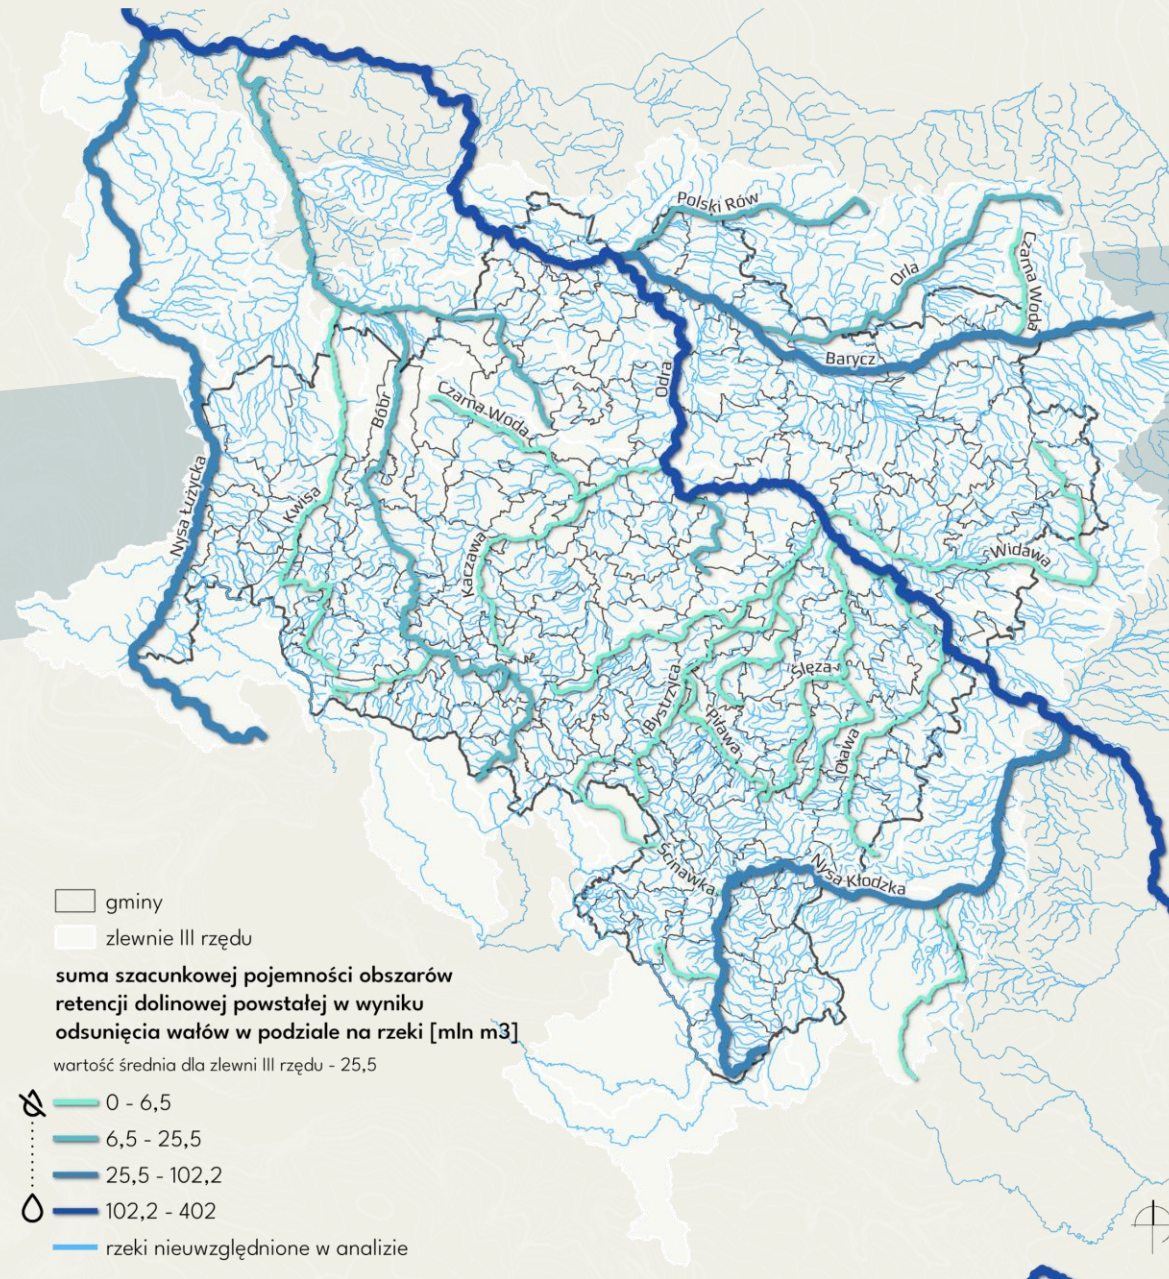 Polski Rów
Orla
Czarna Woda
Barycz
Odra
Bóbr
Czarna Woda
Nysa Łużycka
Kwisa
Kaczawa
Widawa
Ślęza
Bystrzyca
Piława
Oława
Ścinawka
Nysa Kłodzka
gminy
zlewnie III rzędu
suma szacunkowej pojemności obszarów
retencji dolinowej powstałej w wyniku
odsunięcia wałów w podziale na rzeki [mln m3]
wartość średnia dla zlewni III rzędu - 25,5
0 - 6,5
6,5 - 25,5
25,5 - 102,2
102,2 - 402
rzeki nieuwzględnione w analizie